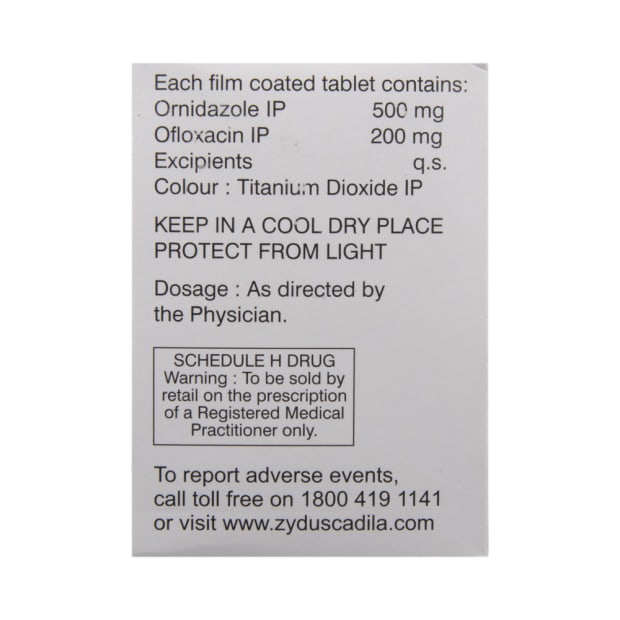 Each film coated tablet contains:
Ornidazole IP 500 mg
Ofloxacin IP 200 mg
Excipients q.s.
Colour : Titanium Dioxide IP
KEEP IN A COOL DRY PLACE
PROTECT FROM LIGHT
Dosage : As directed by
the Physician.
SCHEDULE H DRUG
Warning : To be sold by
retail on the prescription
of a Registered Medical
Practitioner only.
To report adverse events,
call toll free on 1800 419 1141
or visit www.zyduscadila.com